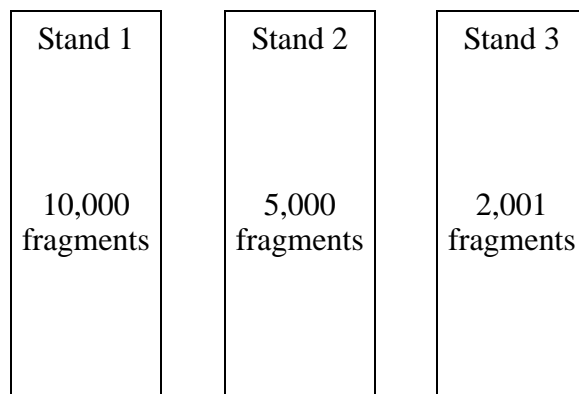 Stand 1
Stand 2
Stand 3
10,000
fragments
5,000
fragments
2,001
fragments